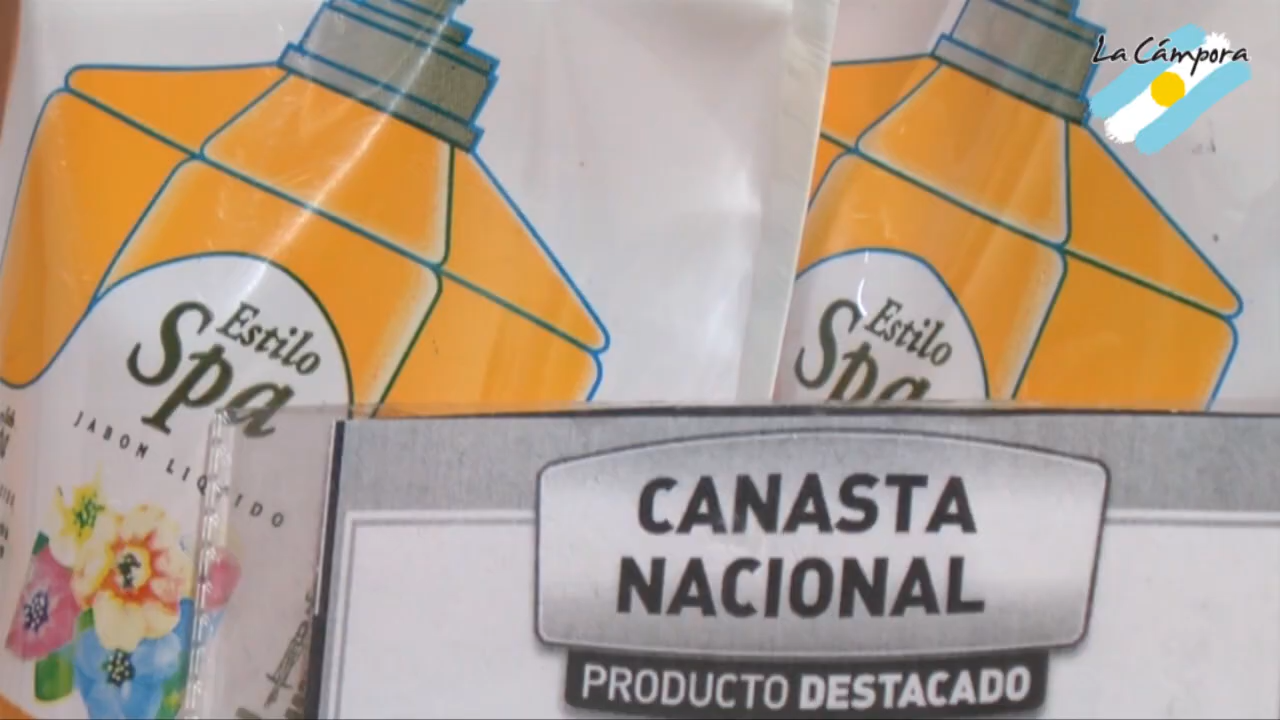 La Cámpora
Estilo
Spa
JABON LIQUIDO
Estilo
Spa
CANASTA
NACIONAL
PRODUCTO DESTACADO